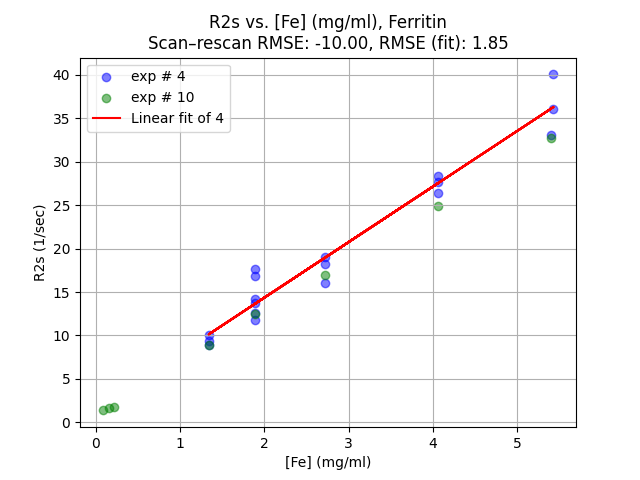 R2s vs. [Fe] (mg/ml), Ferritin
Scan–rescan RMSE: -10.00, RMSE (fit): 1.85
exp # 4
exp # 10
Linear fit of 4
R2s (1/sec)
40
35
30
25
20
15
10
5
0
0 1 2 3 4 5
[Fe] (mg/ml)